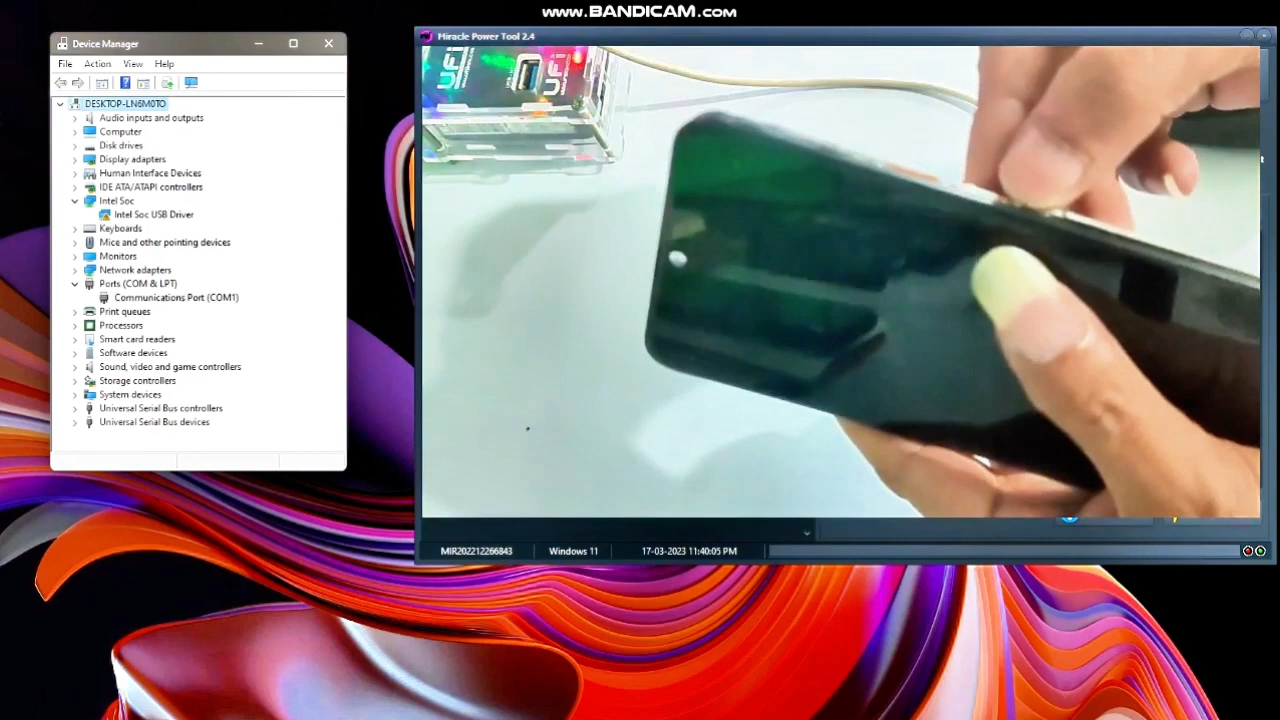 www.BANDICAM.com
Device Manager
File Action View Help
DESKTOP-LN6M0TO
Audio inputs and outputs
Computer
Disk drives
Display adapters
Human Interface Devices
IDE ATA/ATAPI controllers
Intel Soc
Intel Soc USB Driver
Keyboards
Mice and other pointing devices
Monitors
Network adapters
Ports (COM & LPT)
Communications Port (COM1)
Print queues
Processors
Smart card readers
Software devices
Sound, video and game controllers
Storage controllers
System devices
Universal Serial Bus controllers
Universal Serial Bus devices
Miracle Power Tool 2.4
UFi
UFi
MIR202212266843 Windows 11 17-03-2023 11:40:05 PM